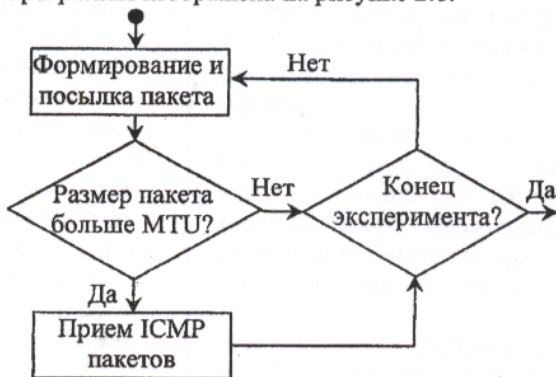 Формирование и
посылка пакета
Нет
Размер пакета
больше MTU?
Нет
Конец
эксперимента?
Да
Да
Прием ICMP
пакетов